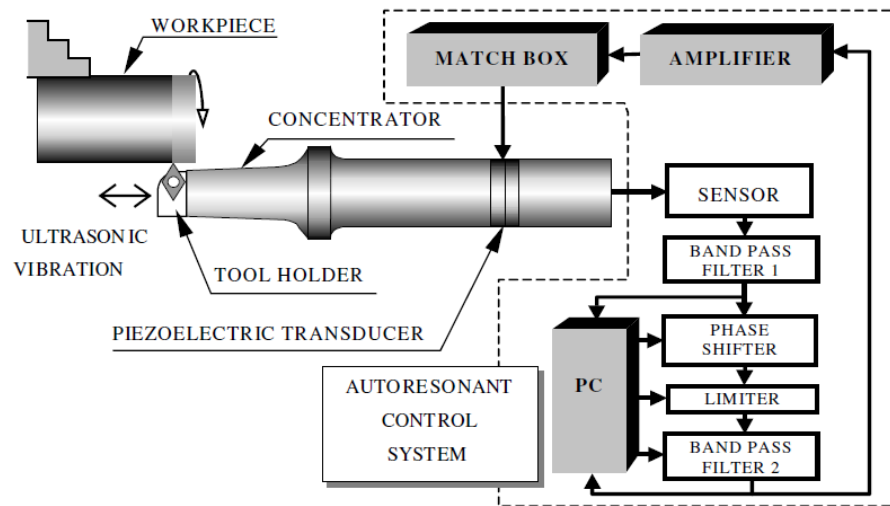 WORKPIECE
MATCH BOX
AMPLIFIER
CONCENTRATOR
SENSOR
ULTRASONIC
VIBRATION
TOOL HOLDER
BAND PASS
FILTER 1
PIEZOELECTRIC TRANSDUCER
PHASE
SHIFTER
PC
AUTORESONANT
CONTROL
SYSTEM
LIMITER
BAND PASS
FILTER 2